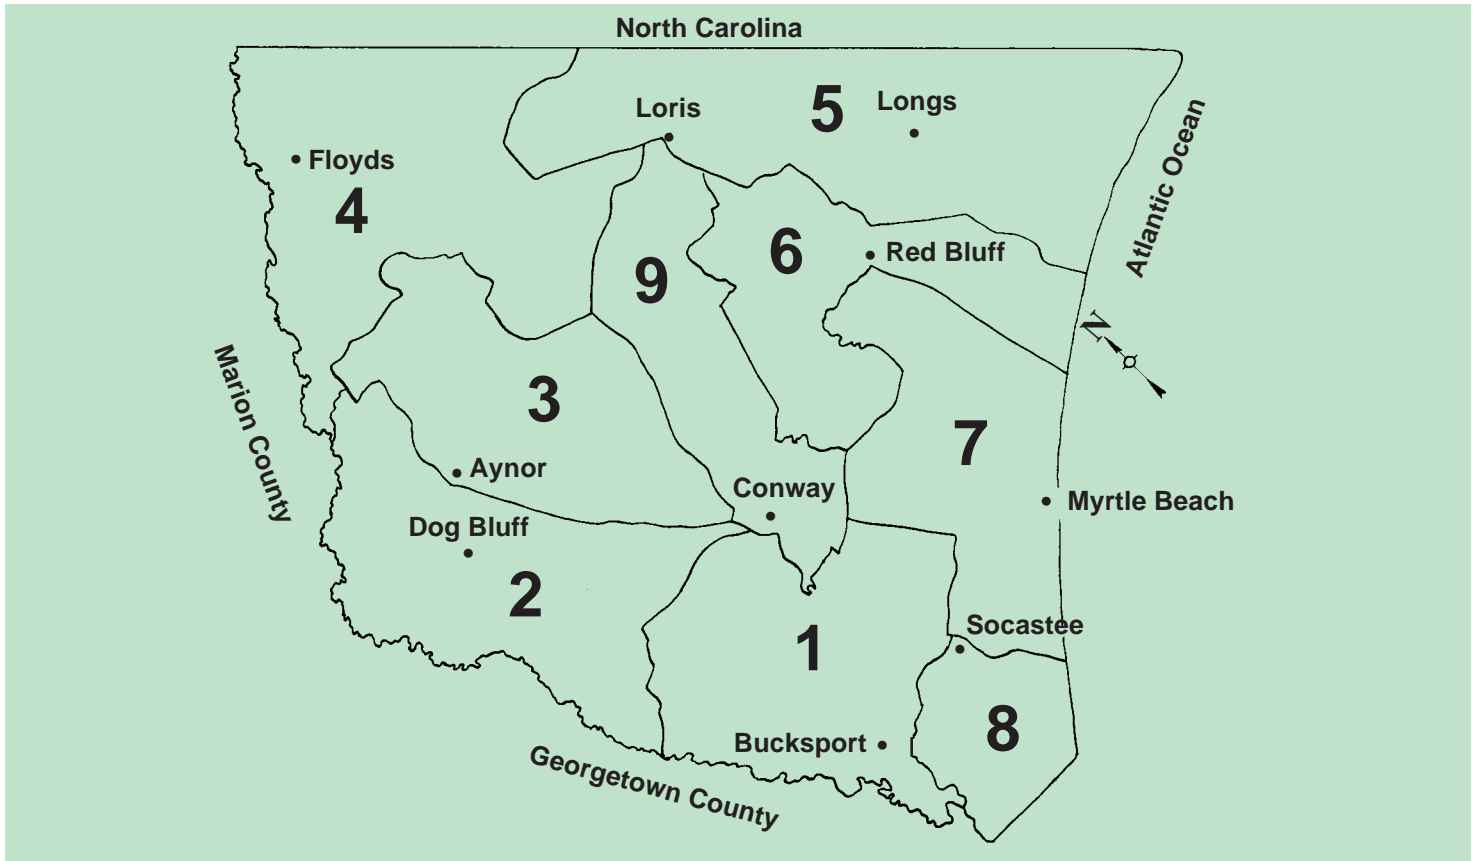 North Carolina
Loris
5
Longs
Floyds
4
Atlantic Ocean
6
Red Bluff
9
N
Marion County
3
7
Aynor
Conway
Myrtle Beach
Dog Bluff
2
Socastee
1
8
Bucksport
Georgetown County